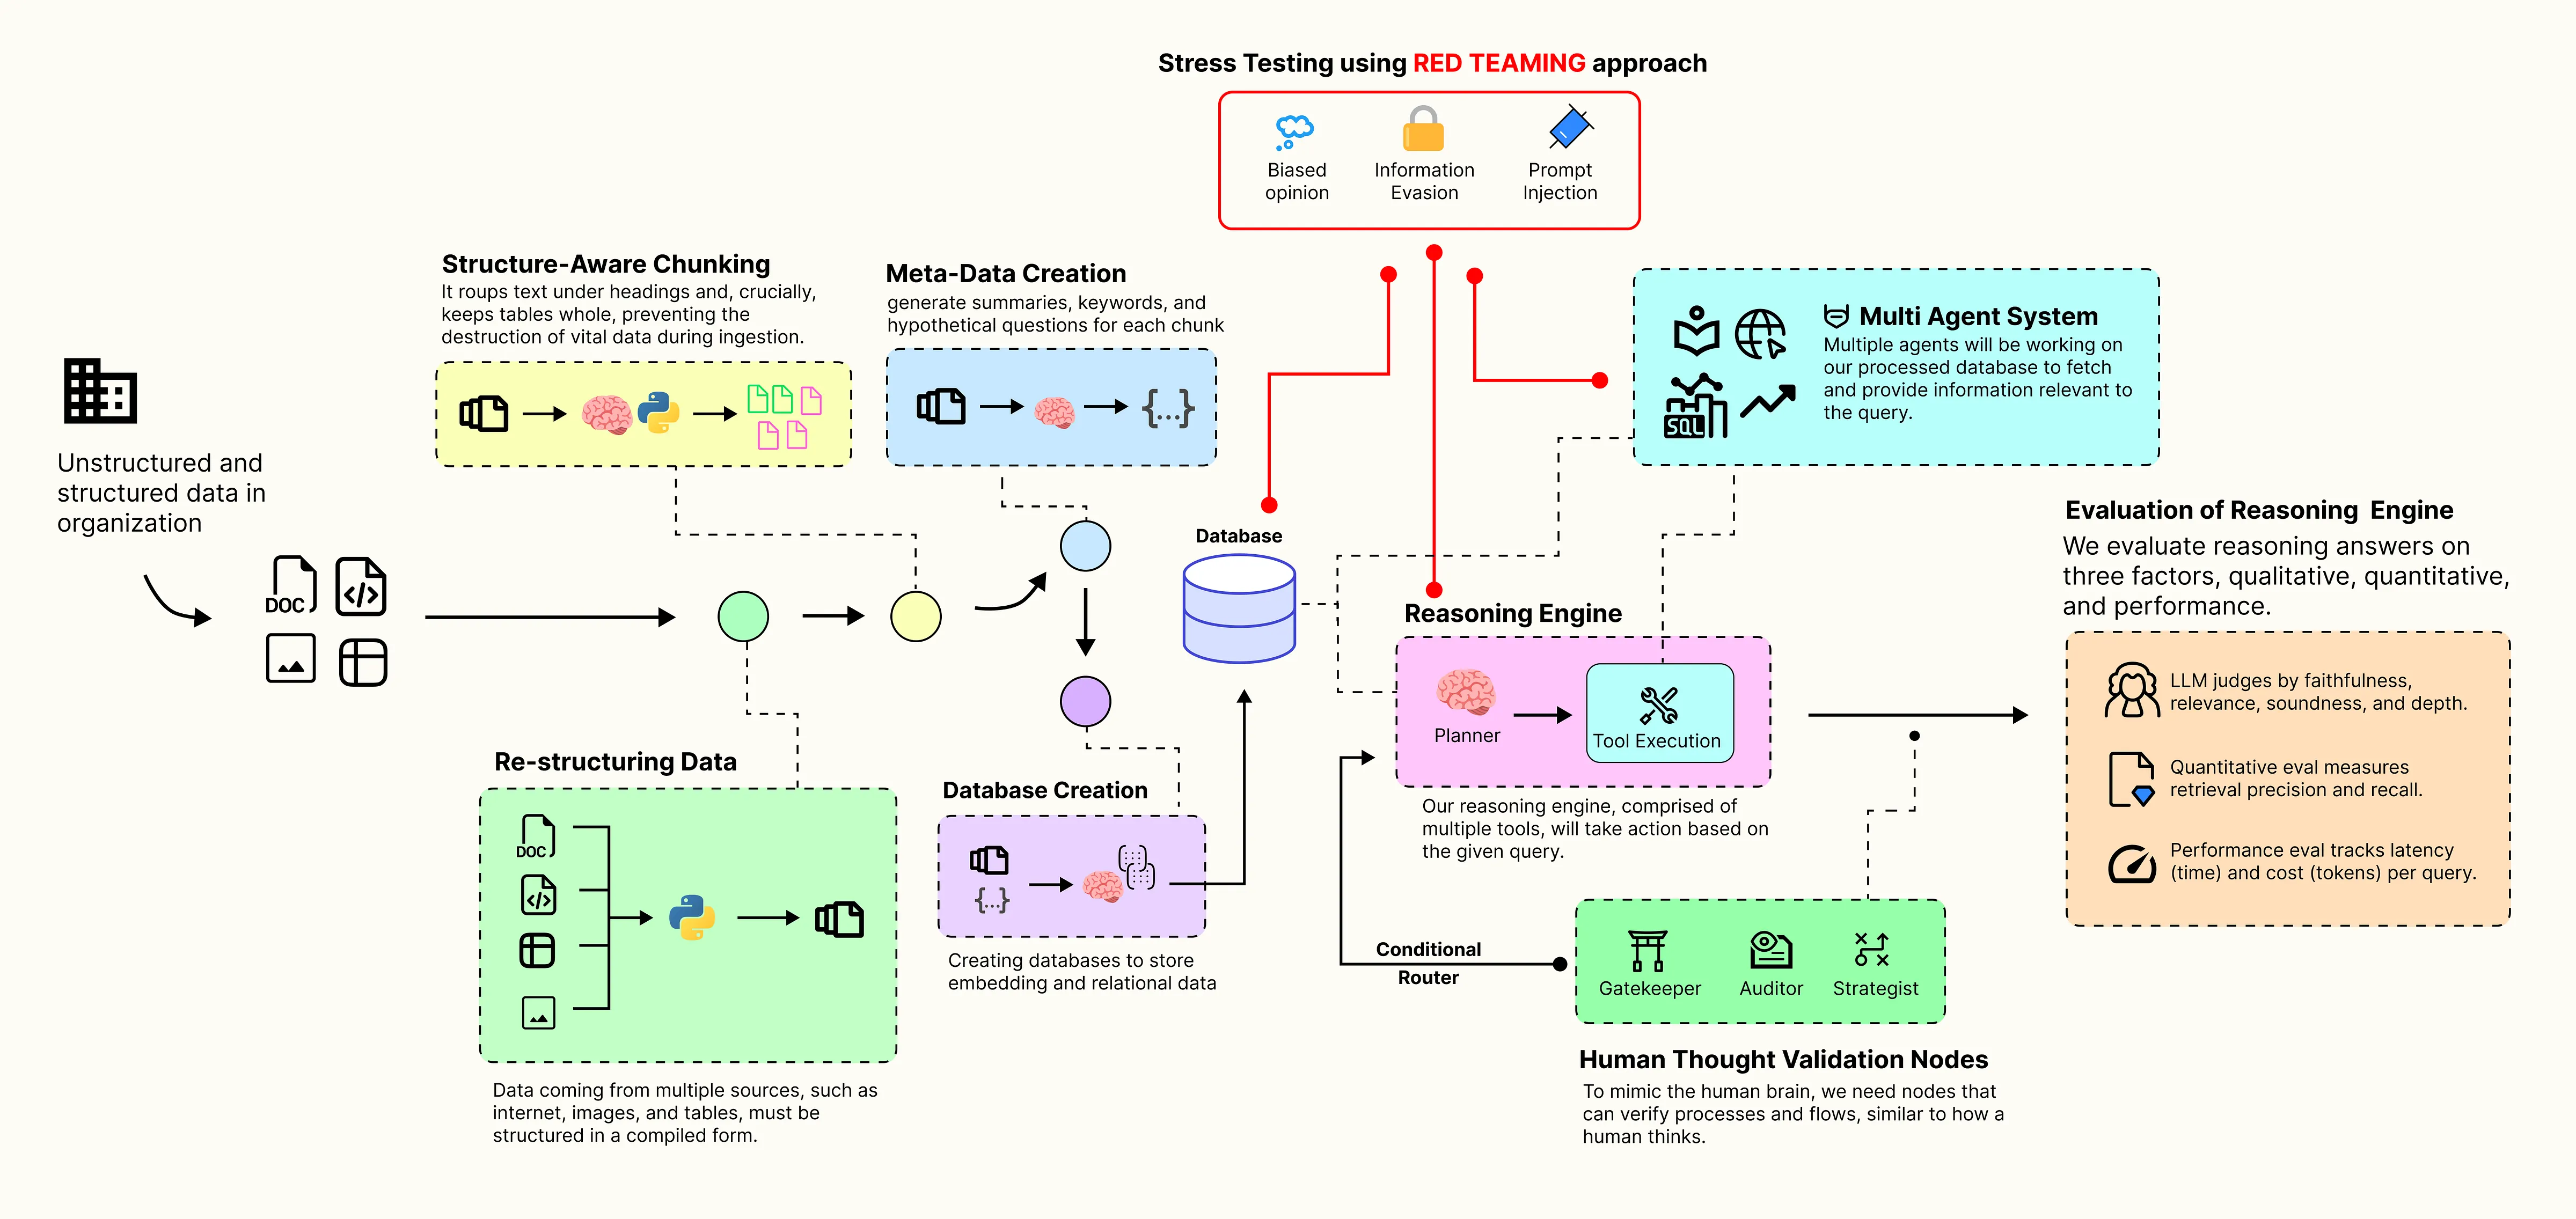 Stress Testing using RED TEAMING approach
Biased
opinion
Information
Evasion
Prompt
Injection
Structure-Aware Chunking
It roups text under headings and, crucially,
keeps tables whole, preventing the
destruction of vital data during ingestion.
Meta-Data Creation
generate summaries, keywords, and
hypothetical questions for each chunk
{...}
Multi Agent System
Multiple agents will be working on
our processed database to fetch
and provide information relevant to
the query.
SQL
Unstructured and
structured data in
organization
DOC
</>
Database
Reasoning Engine
Planner
Tool Execution
Our reasoning engine, comprised of
multiple tools, will take action based on
the given query.
Evaluation of Reasoning  Engine
We evaluate reasoning answers on
three factors, qualitative, quantitative,
and performance.
LLM judges by faithfulness,
relevance, soundness, and depth.
Quantitative eval measures
retrieval precision and recall.
Performance eval tracks latency
(time) and cost (tokens) per query.
Re-structuring Data
DOC
</>
Data coming from multiple sources, such as
internet, images, and tables, must be
structured in a compiled form.
Database Creation
{...}
Creating databases to store
embedding and relational data
Conditional
Router
Gatekeeper
Auditor
Strategist
Human Thought Validation Nodes
To mimic the human brain, we need nodes that
can verify processes and flows, similar to how a
human thinks.